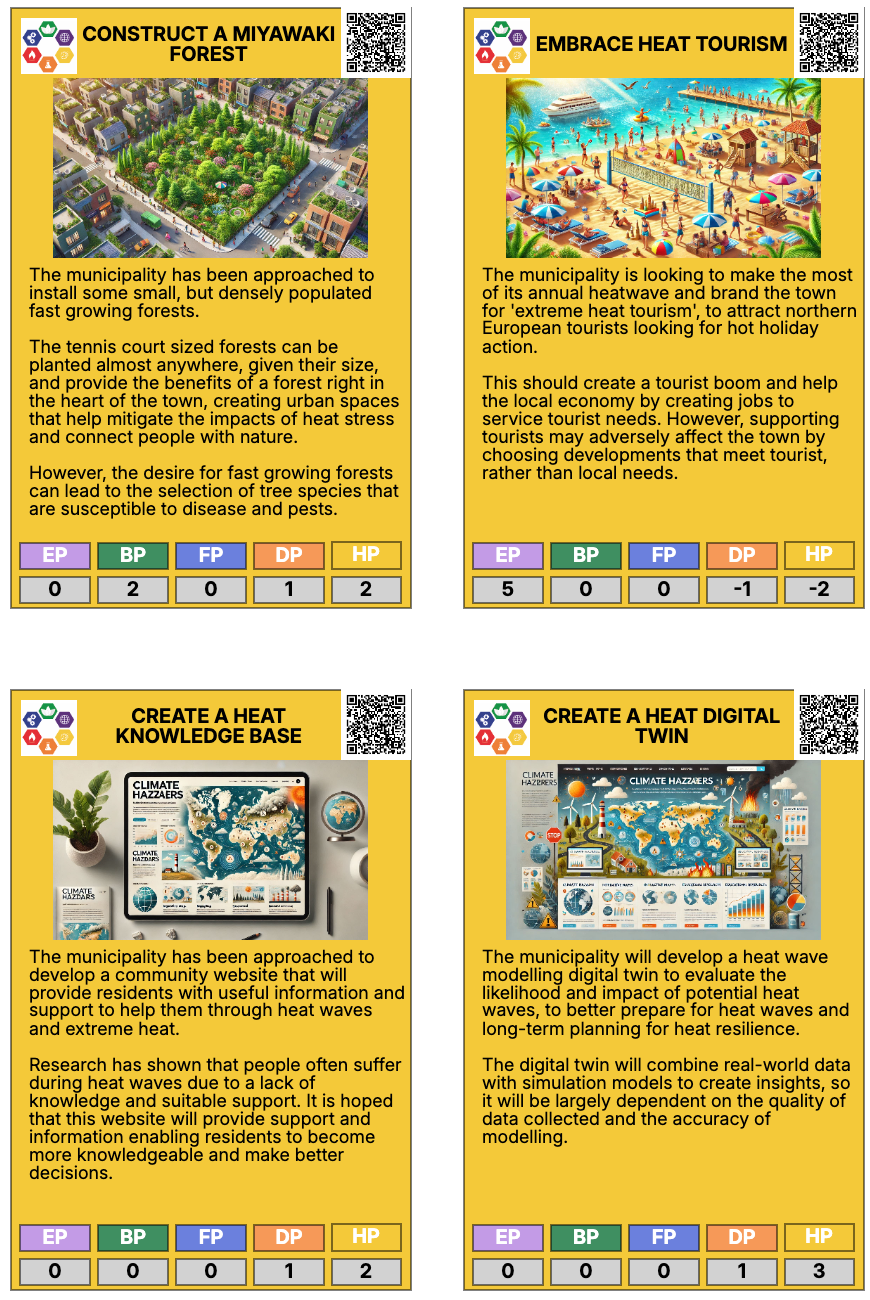 CONSTRUCT A MIYAWAKI
FOREST
The municipality has been approached to
install some small, but densely populated
fast growing forests.
The tennis court sized forests can be
planted almost anywhere, given their size,
and provide the benefits of a forest right in
the heart of the town, creating urban spaces
that help mitigate the impacts of heat stress
and connect people with nature.
However, the desire for fast growing forests
can lead to the selection of tree species that
are susceptible to disease and pests.
EP BP FP DP HP
0 2 0 1 2
EMBRACE HEAT TOURISM
The municipality is looking to make the most
of its annual heatwave and brand the town
for 'extreme heat tourism', to attract northern
European tourists looking for hot holiday
action.
This should create a tourist boom and help
the local economy by creating jobs to
service tourist needs. However, supporting
tourists may adversely affect the town by
choosing developments that meet tourist,
rather than local needs.
EP BP FP DP HP
5 0 0 -1 -2
CREATE A HEAT
KNOWLEDGE BASE
CLIMATE
HAZZAERS
The municipality has been approached to
develop a community website that will
provide residents with useful information and
support to help them through heat waves
and extreme heat.
Research has shown that people often suffer
during heat waves due to a lack of
knowledge and suitable support. It is hoped
that this website will provide support and
information enabling residents to become
more knowledgeable and make better
decisions.
EP BP FP DP HP
0 0 0 1 2
CREATE A HEAT DIGITAL
TWIN
CLIMATE HAZZAERS
STOP
The municipality will develop a heat wave
modelling digital twin to evaluate the
likelihood and impact of potential heat
waves, to better prepare for heat waves and
long-term planning for heat resilience.
The digital twin will combine real-world data
with simulation models to create insights, so
it will be largely dependent on the quality of
data collected and the accuracy of
modelling.
EP BP FP DP HP
0 0 0 1 3